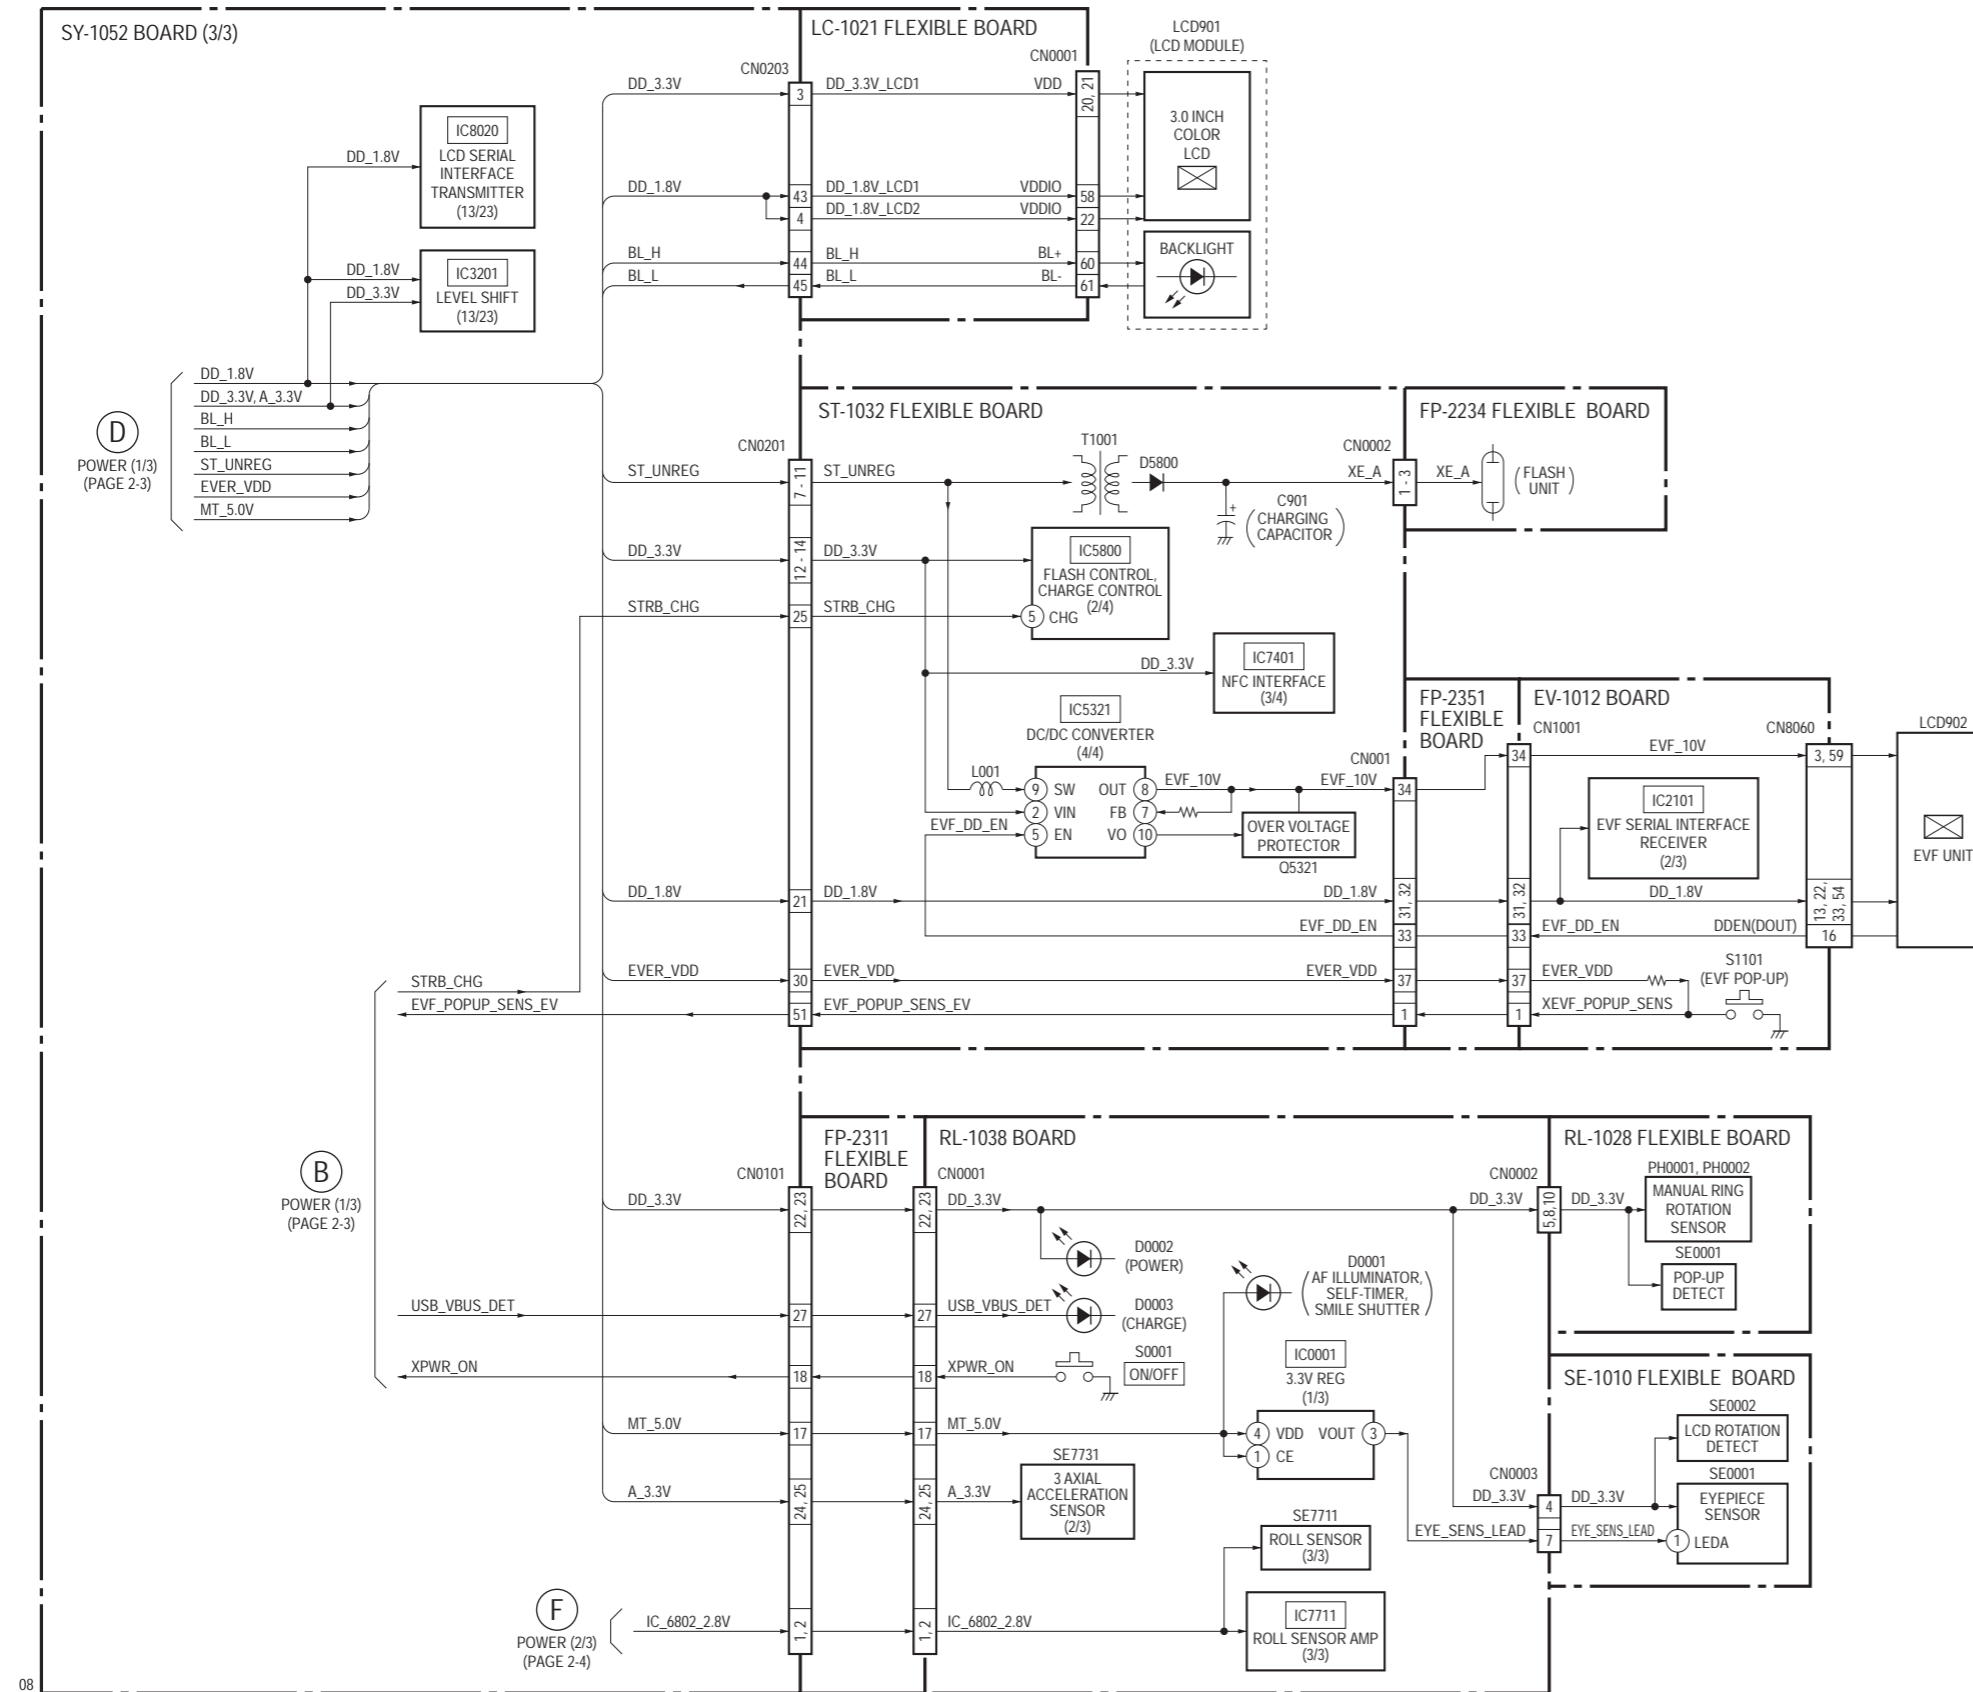 SY-1052 BOARD (3/3)
LC-1021 FLEXIBLE BOARD
LCD901
(LCD MODULE)
CN0203
CN0001
DD_3.3V
3
DD_3.3V_LCD1
VDD
20, 21
3.0 INCH
COLOR
LCD
IC8020
LCD SERIAL
INTERFACE
TRANSMITTER
(13/23)
DD_1.8V
DD_1.8V
43
DD_1.8V_LCD1
VDDIO
58
4
DD_1.8V_LCD2
VDDIO
22
BL_H
44
BL_H
BL+
60
BL_L
45
BL_L
BL-
61
BACKLIGHT
DD_1.8V
DD_3.3V
IC3201
LEVEL SHIFT
(13/23)
D
POWER (1/3)
(PAGE 2-3)
DD_1.8V
DD_3.3V, A_3.3V
BL_H
BL_L
ST_UNREG
EVER_VDD
MT_5.0V
ST-1032 FLEXIBLE BOARD
FP-2234 FLEXIBLE BOARD
CN0201
T1001
D5800
CN0002
ST_UNREG
7 - 11
ST_UNREG
XE_A
1 - 3
XE_A
(FLASH
UNIT)
+
C901
(CHARGING
CAPACITOR)
DD_3.3V
12 - 14
DD_3.3V
IC5800
FLASH CONTROL,
CHARGE CONTROL
(2/4)
STRB_CHG
25
STRB_CHG
5
CHG
DD_3.3V
IC7401
NFC INTERFACE
(3/4)
IC5321
DC/DC CONVERTER
(4/4)
L001
9
SW
OUT
8
EVF_10V
EVF_10V
2
VIN
FB
7
EVF_DD_EN
5
EN
VO
10
OVER VOLTAGE
PROTECTOR
Q5321
CN001
34
FP-2351
FLEXIBLE
BOARD
EV-1012 BOARD
CN1001
CN8060
34
EVF_10V
3, 59
LCD902
EVF UNIT
IC2101
EVF SERIAL INTERFACE
RECEIVER
(2/3)
DD_1.8V
21
DD_1.8V
DD_1.8V
31, 32
31, 32
DD_1.8V
13, 22,
33, 54
EVF_DD_EN
33
33
EVF_DD_EN
DDEN(DOUT)
16
EVER_VDD
30
EVER_VDD
EVER_VDD
37
37
EVER_VDD
S1101
(EVF POP-UP)
STRB_CHG
EVF_POPUP_SENS_EV
51
EVF_POPUP_SENS_EV
1
1
XEVF_POPUP_SENS
B
POWER (1/3)
(PAGE 2-3)
FP-2311
FLEXIBLE
BOARD
RL-1038 BOARD
RL-1028 FLEXIBLE BOARD
CN0101
CN0001
CN0002
DD_3.3V
22, 23
22, 23
DD_3.3V
DD_3.3V
5,8,10
DD_3.3V
PH0001, PH0002
MANUAL RING
ROTATION
SENSOR
SE0001
POP-UP
DETECT
D0002
(POWER)
USB_VBUS_DET
27
27
USB_VBUS_DET
D0003
(CHARGE)
D0001
(AF ILLUMINATOR,
SELF-TIMER,
SMILE SHUTTER)
XPWR_ON
18
18
XPWR_ON
S0001
ON/OFF
IC0001
3.3V REG
(1/3)
MT_5.0V
17
17
MT_5.0V
4
VDD
VOUT
3
1
CE
SE-1010 FLEXIBLE BOARD
SE0002
LCD ROTATION
DETECT
SE0001
EYEPIECE
SENSOR
1
LEDA
CN0003
DD_3.3V
4
DD_3.3V
EYE_SENS_LEAD
7
EYE_SENS_LEAD
A_3.3V
24, 25
24, 25
A_3.3V
SE7731
3 AXIAL
ACCELERATION
SENSOR
(2/3)
SE7711
ROLL SENSOR
(3/3)
F
POWER (2/3)
(PAGE 2-4)
IC_6802_2.8V
1, 2
1, 2
IC_6802_2.8V
IC7711
ROLL SENSOR AMP
(3/3)
08